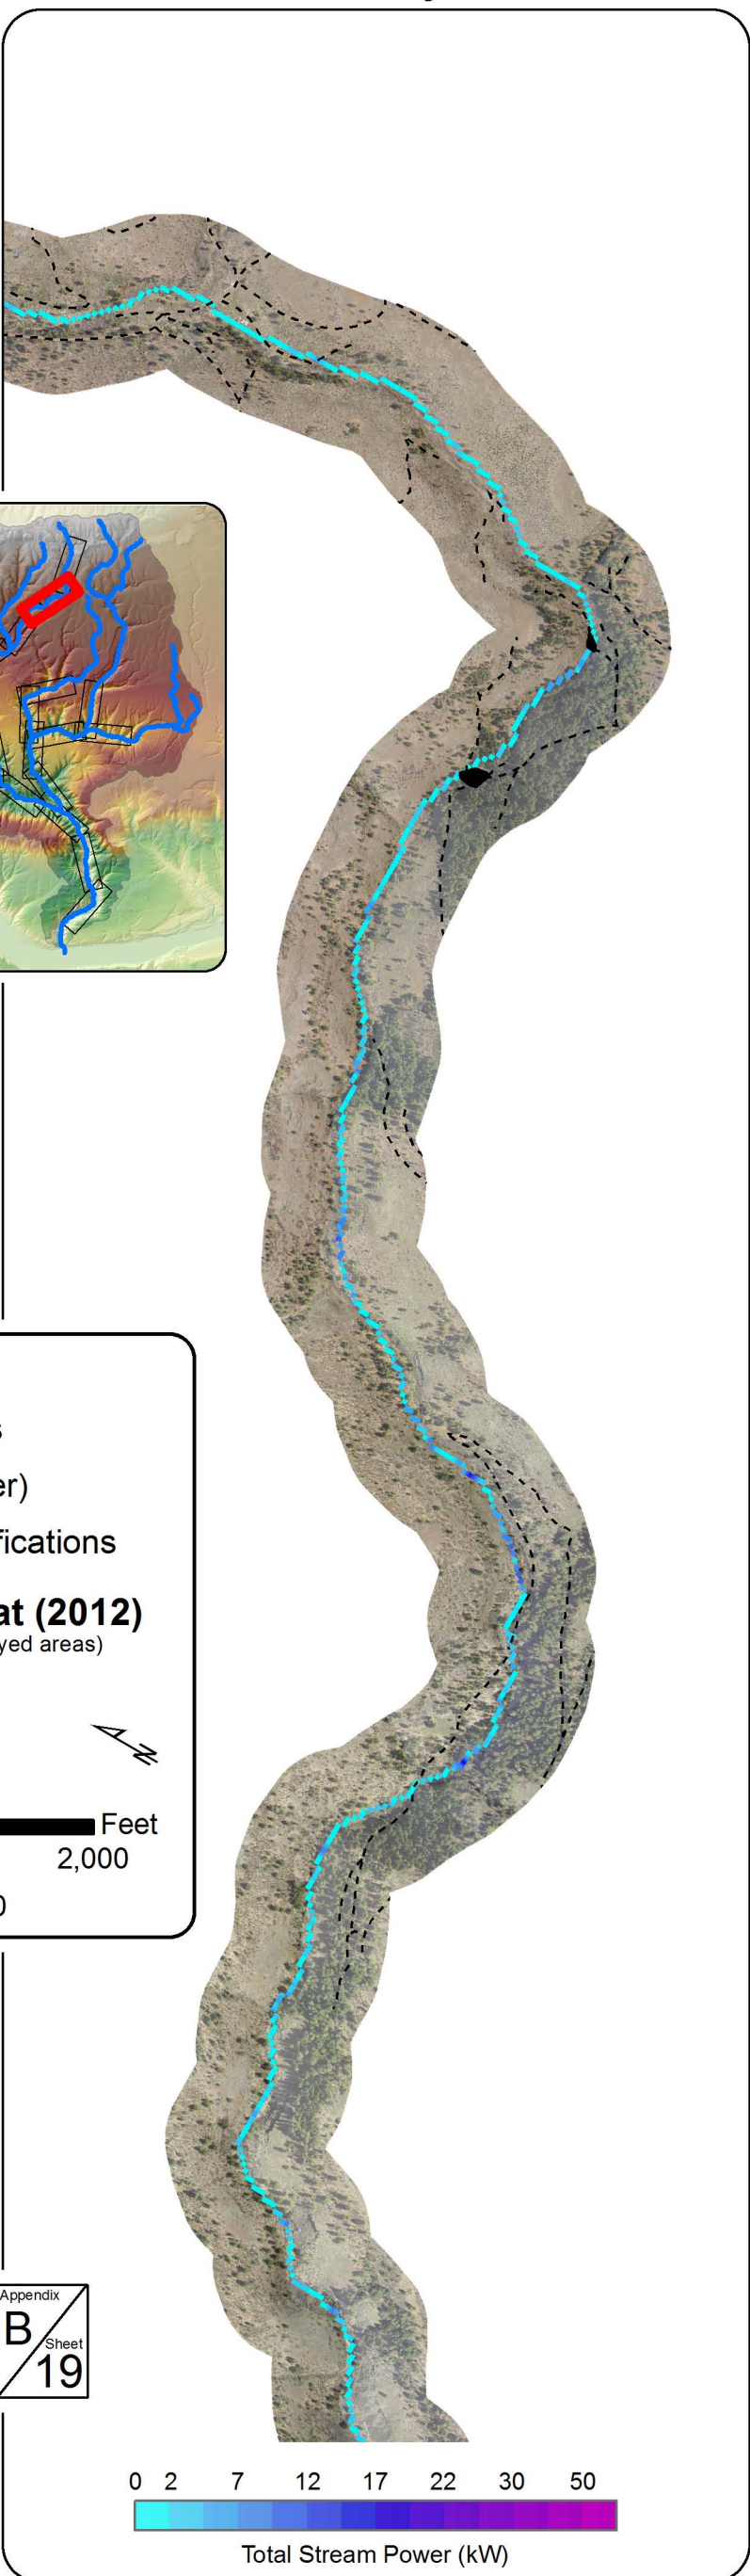 er)
fications
at (2012)
yed areas)
Feet
2,000
0
Appendix
B
Sheet
19
0 2 7 12 17 22 30 50
Total Stream Power (kW)